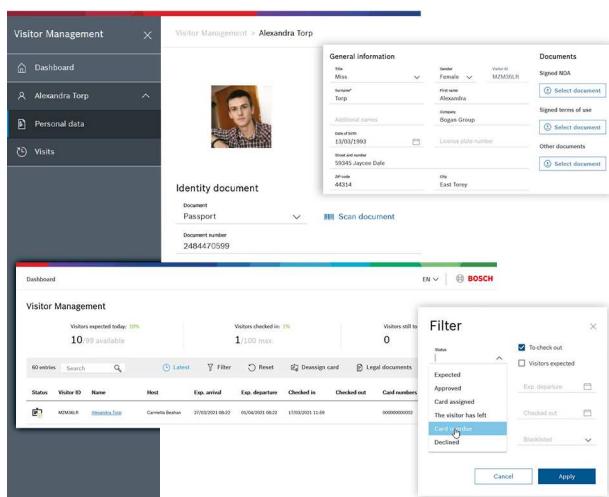 Visitor Management
Dashboard
Alexandra Torp
Personal data
Visits
Visitor Management > Alexandra Torp
Identity document
Document
Passport
Scan document
Document number
2484470599
General information
Title
Miss
Gender
Female
Visitor ID
MZM36LR
Surname*
Torp
First name
Alexandra
Additional names
Company
Bogan Group
Date of birth
13/03/1993
License plate number
Street and number
59345 Jaycee Dale
ZIP code
44314
City
East Torey
Documents
Signed NDA
Select document
Signed terms of use
Select document
Other documents
Select document
Dashboard
EN
BOSCH
Visitor Management
Visitors expected today: 10%
10/99 available
Visitors checked in: 1%
1/100 max.
Visitors still to
0
60 entries
Search
Latest
Filter
Reset
Deassign card
Legal documents
Status Visitor ID Name Host Exp. arrival Exp. departure Checked in Checked out Card numbers
MZM36LR Alexandra Torp Carmella Beahan 27/03/2021 08:22 01/04/2021 08:22 17/03/2021 11:59
Filter
Status
Expected
Approved
Card assigned
The visitor has left
Card overdue
Declined
To check out
Visitors expected
Exp. departure
Checked out
Blacklisted
Cancel
Apply